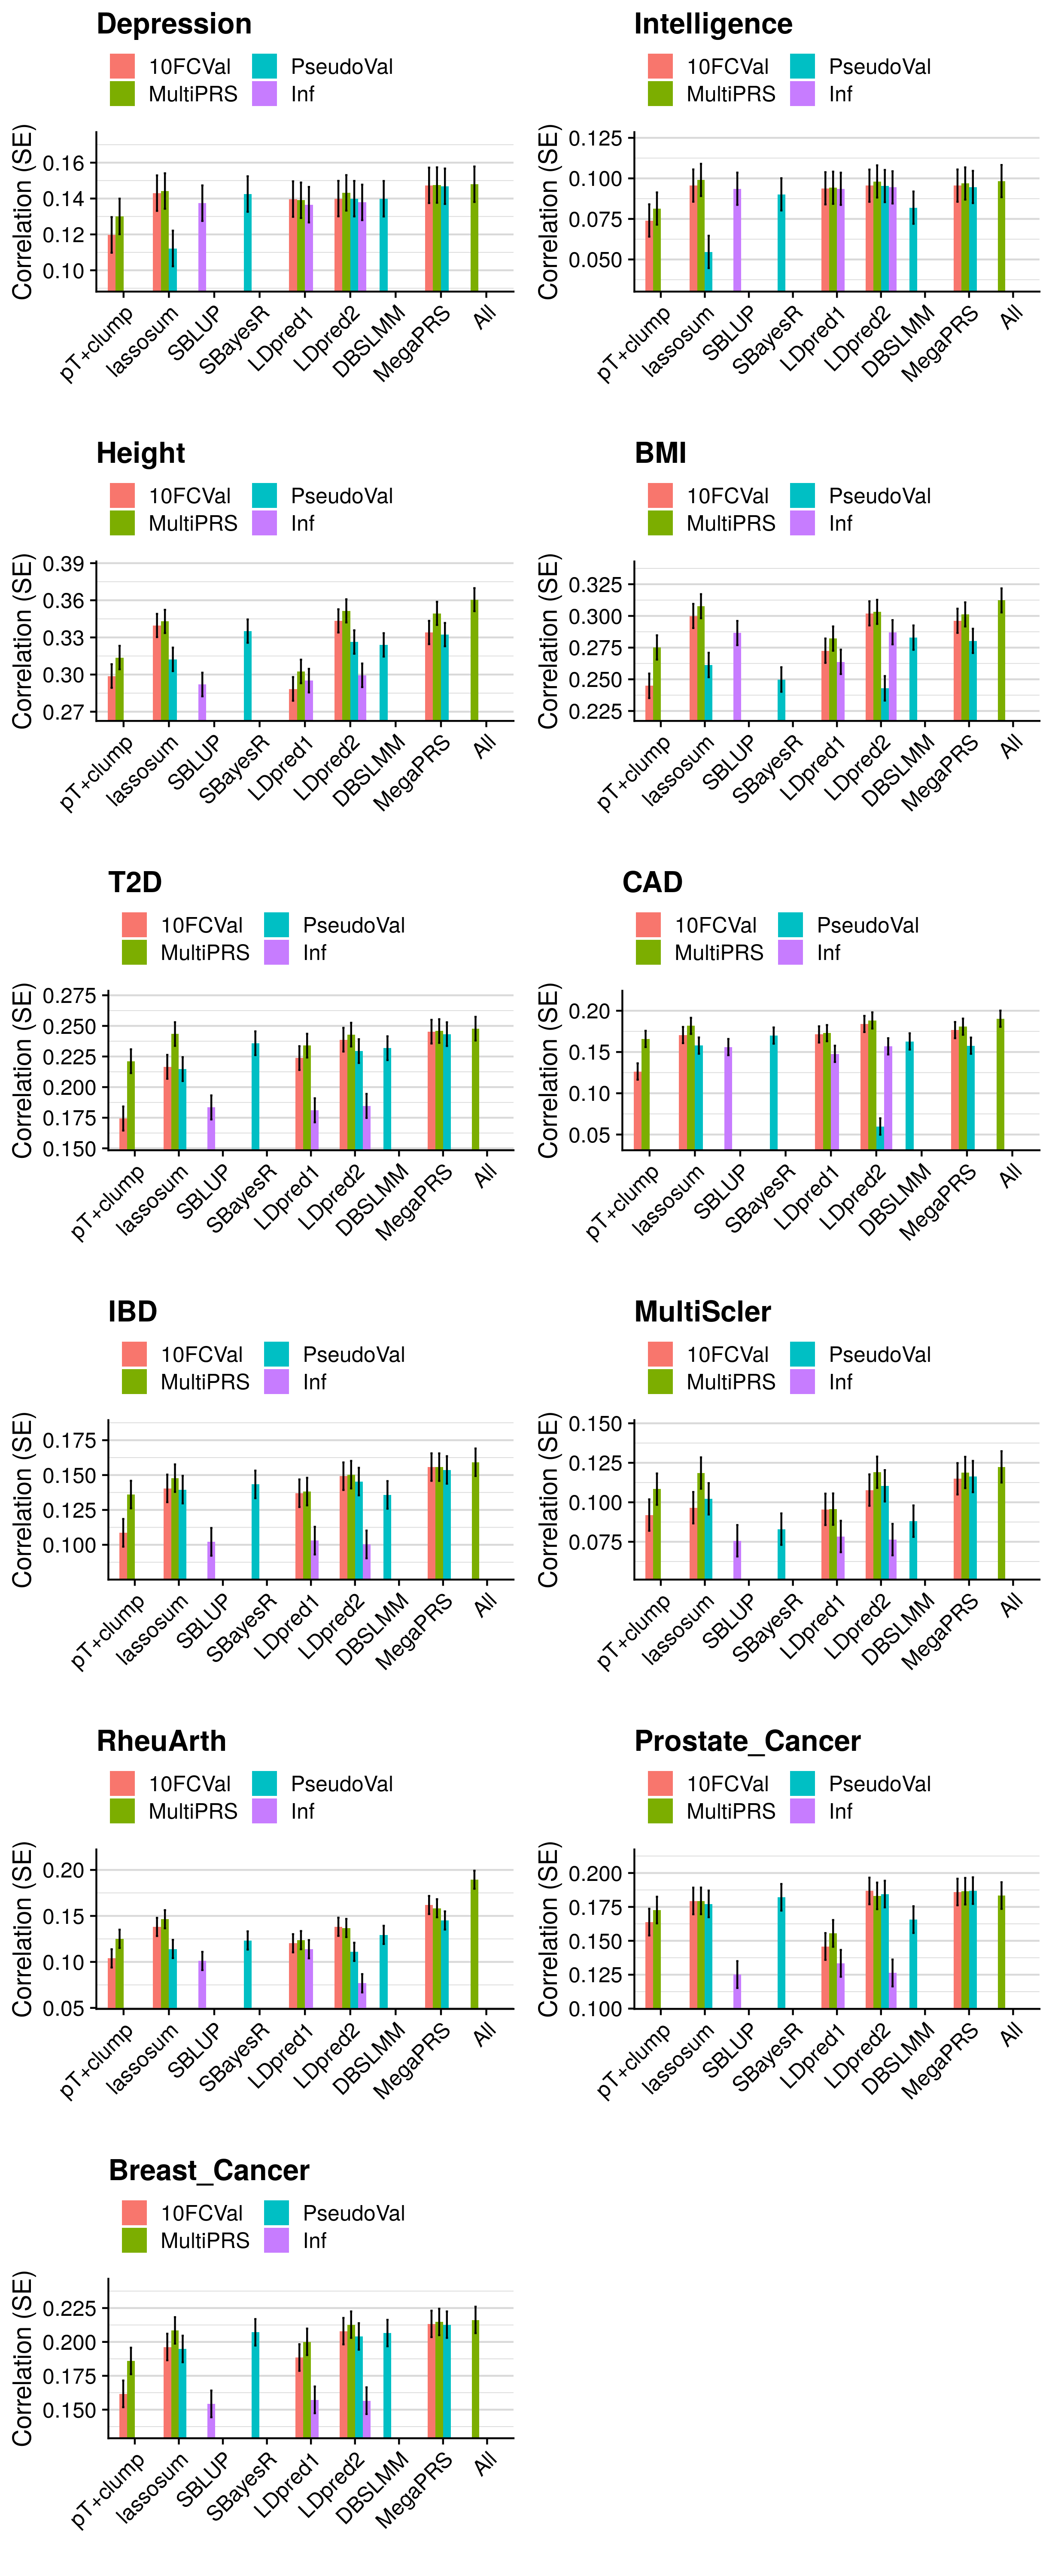 Depression
10FCVal PseudoVal
MultiPRS Inf
Correlation (SE)
0.16
0.14
0.12
0.10
pT+clump lassosum SBLUP SBayesR LDpred1 LDpred2 DBSLMM MegaPRS All
Intelligence
10FCVal PseudoVal
MultiPRS Inf
Correlation (SE)
0.125
0.100
0.075
0.050
pT+clump lassosum SBLUP SBayesR LDpred1 LDpred2 DBSLMM MegaPRS All
Height
10FCVal PseudoVal
MultiPRS Inf
Correlation (SE)
0.39
0.36
0.33
0.30
0.27
pT+clump lassosum SBLUP SBayesR LDpred1 LDpred2 DBSLMM MegaPRS All
BMI
10FCVal PseudoVal
MultiPRS Inf
Correlation (SE)
0.325
0.300
0.275
0.250
0.225
pT+clump lassosum SBLUP SBayesR LDpred1 LDpred2 DBSLMM MegaPRS All
T2D
10FCVal PseudoVal
MultiPRS Inf
Correlation (SE)
0.275
0.250
0.225
0.200
0.175
0.150
pT+clump lassosum SBLUP SBayesR LDpred1 LDpred2 DBSLMM MegaPRS All
CAD
10FCVal PseudoVal
MultiPRS Inf
Correlation (SE)
0.20
0.15
0.10
0.05
pT+clump lassosum SBLUP SBayesR LDpred1 LDpred2 DBSLMM MegaPRS All
IBD
10FCVal PseudoVal
MultiPRS Inf
Correlation (SE)
0.175
0.150
0.125
0.100
pT+clump lassosum SBLUP SBayesR LDpred1 LDpred2 DBSLMM MegaPRS All
MultiScler
10FCVal PseudoVal
MultiPRS Inf
Correlation (SE)
0.150
0.125
0.100
0.075
pT+clump lassosum SBLUP SBayesR LDpred1 LDpred2 DBSLMM MegaPRS All
RheuArth
10FCVal PseudoVal
MultiPRS Inf
Correlation (SE)
0.20
0.15
0.10
0.05
pT+clump lassosum SBLUP SBayesR LDpred1 LDpred2 DBSLMM MegaPRS All
Prostate_Cancer
10FCVal PseudoVal
MultiPRS Inf
Correlation (SE)
0.200
0.175
0.150
0.125
0.100
pT+clump lassosum SBLUP SBayesR LDpred1 LDpred2 DBSLMM MegaPRS All
Breast_Cancer
10FCVal PseudoVal
MultiPRS Inf
Correlation (SE)
0.225
0.200
0.175
0.150
pT+clump lassosum SBLUP SBayesR LDpred1 LDpred2 DBSLMM MegaPRS All